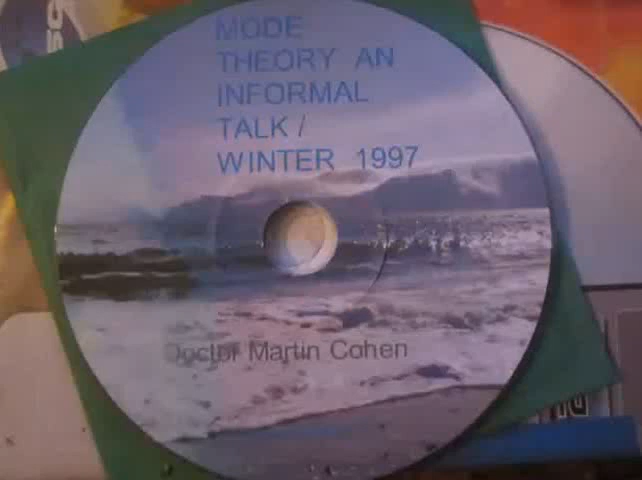 MODE
THEORY AN
INFORMAL
TALK /
WINTER 1997
Doctor Martin Cohen